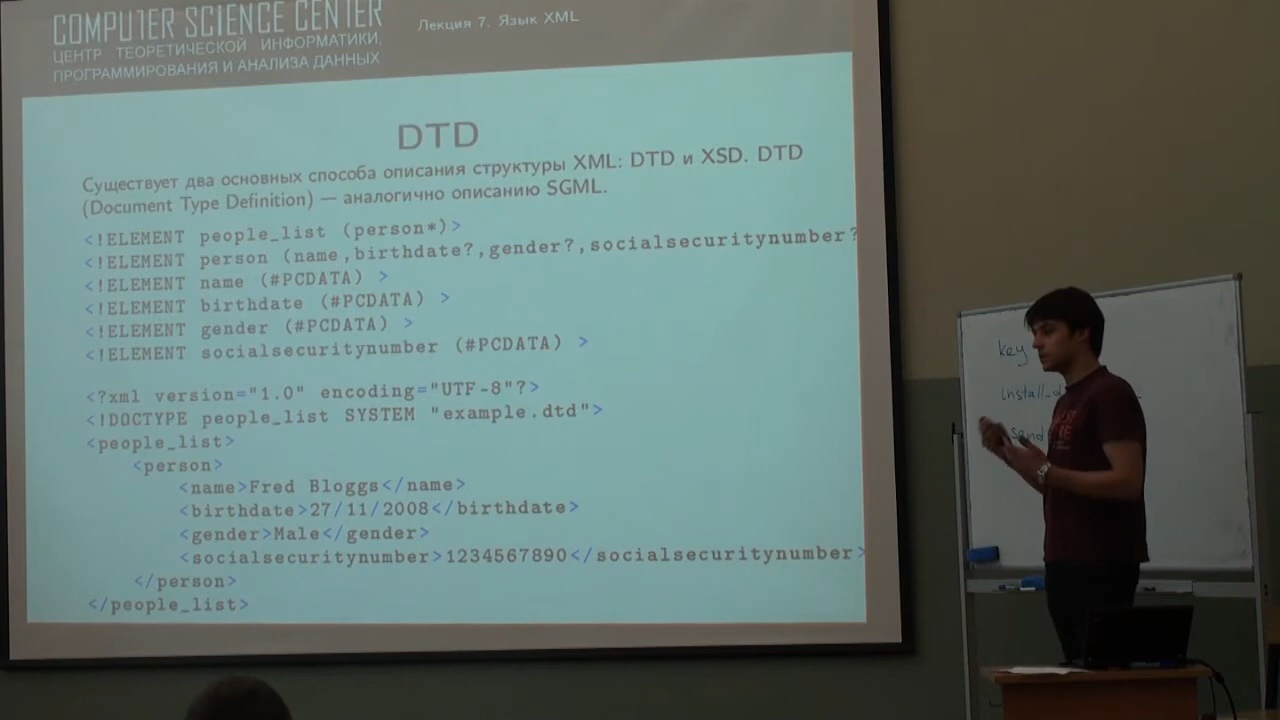 COMPUTER SCIENCE CENTER
ЦЕНТР ТЕОРЕТИЧЕСКОЙ ИНФОРМАТИКИ,
ПРОГРАММИРОВАНИЯ И АНАЛИЗА ДАННЫХ
Лекция 7. Язык XML
DTD
Существует два основных способа описания структуры XML: DTD и XSD. DTD
(Document Type Definition) — аналогично описанию SGML.
<!ELEMENT people_list (person*)>
<!ELEMENT person (name,birthdate?,gender?,socialsecuritynumber?
<!ELEMENT name (#PCDATA) >
<!ELEMENT birthdate (#PCDATA) >
<!ELEMENT gender (#PCDATA) >
<!ELEMENT socialsecuritynumber (#PCDATA) >
<?xml version="1.0" encoding="UTF-8"?>
<!DOCTYPE people_list SYSTEM "example.dtd">
<people_list>
<person>
<name>Fred Bloggs</name>
<birthdate>27/11/2008</birthdate>
<gender>Male</gender>
<socialsecuritynumber>1234567890</socialsecuritynumber>
</person>
</people_list>
key